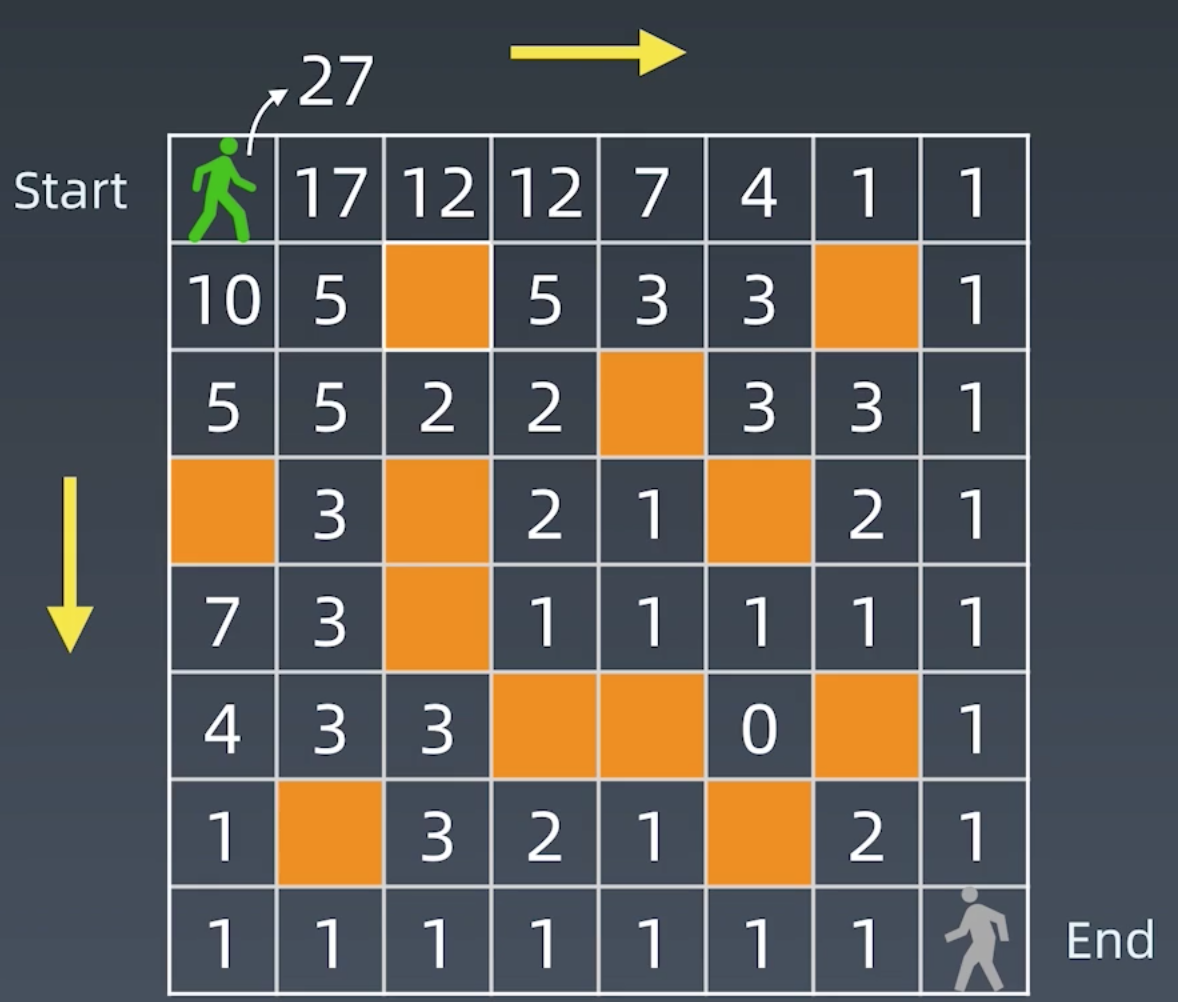 27
Start 17 12 12 7 4 1 1
10 5 5 3 3 1
5 5 2 2 3 3 1
3 2 1 2 1
7 3 1 1 1 1 1
4 3 3 0 1
1 3 2 1 2 1
1 1 1 1 1 1 1 End